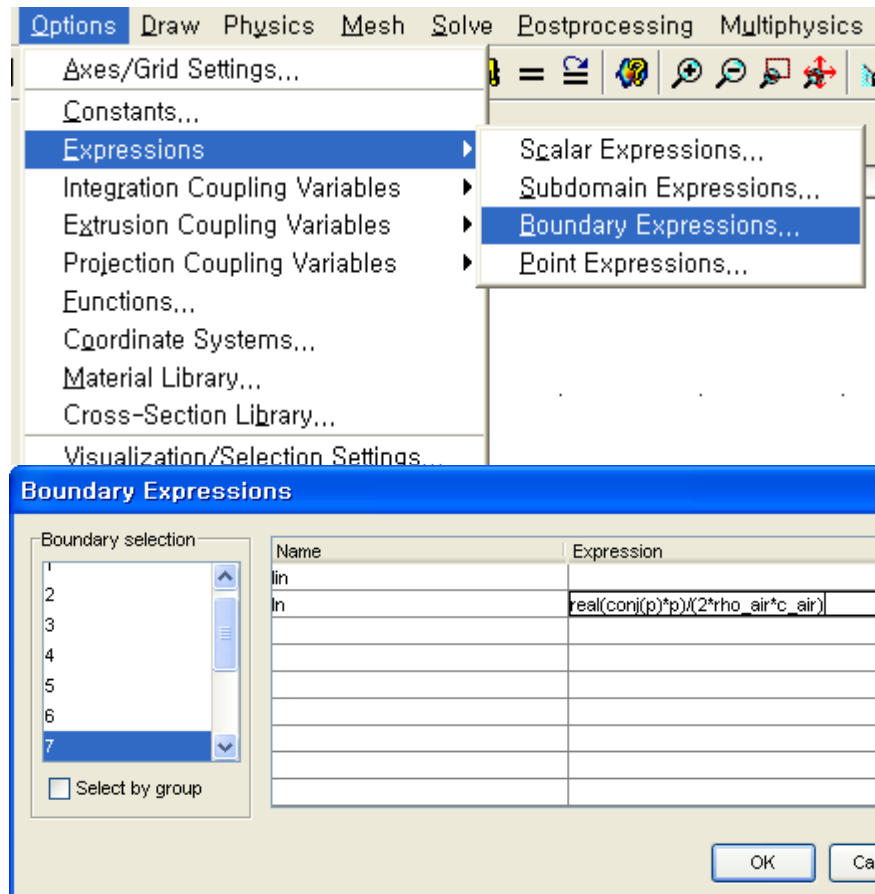 Options Draw Physics Mesh Solve Postprocessing Multiphysics
Axes/Grid Settings...
Constants...
Expressions
Scalar Expressions...
Integration Coupling Variables
Subdomain Expressions...
Extrusion Coupling Variables
Boundary Expressions...
Projection Coupling Variables
Point Expressions...
Functions...
Coordinate Systems...
Material Library...
Cross-Section Library...
Visualization/Selection Settings...
Boundary Expressions
Boundary selection
Name Expression
1
Iin
2
In real(conj(p)*p)/(2*rho_air*c_air)
3
4
5
6
7
Select by group
OK Ca